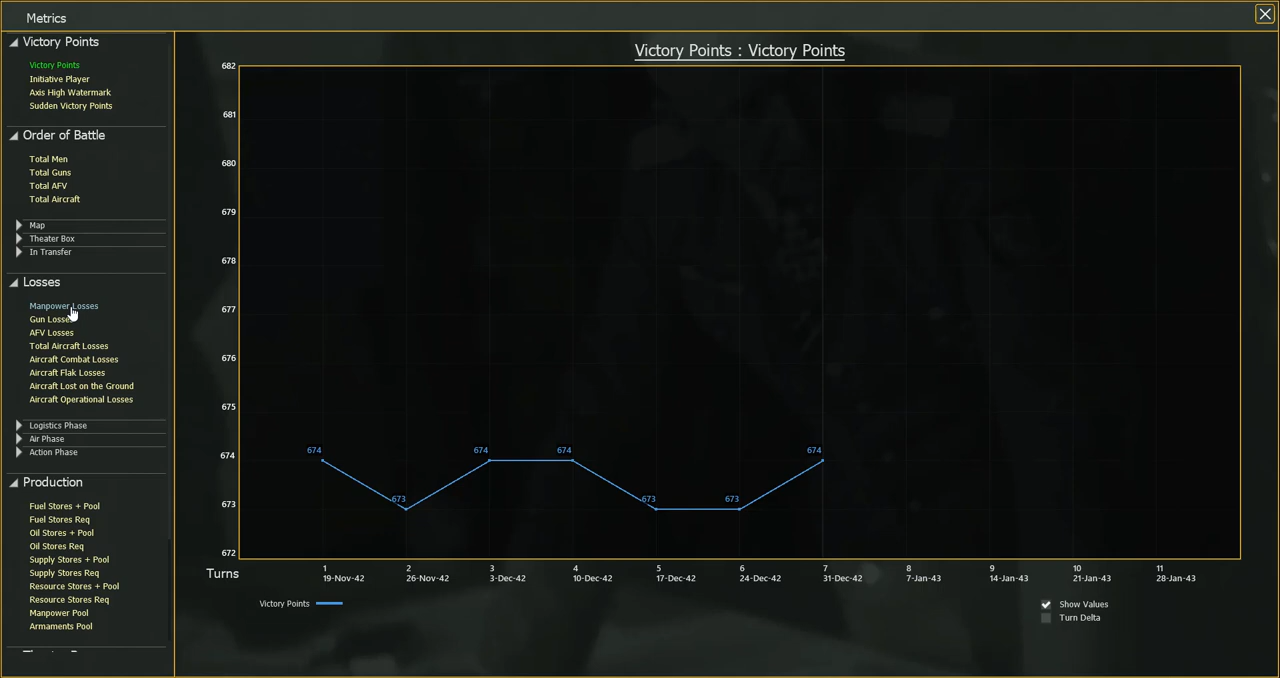 Metrics
Victory Points
Victory Points
Initiative Player
Axis High Watermark
Sudden Victory Points
Order of Battle
Total Men
Total Guns
Total AFV
Total Aircraft
Map
Theater Box
In Transfer
Losses
Manpower Losses
Gun Losses
AFV Losses
Total Aircraft Losses
Aircraft Combat Losses
Aircraft Flak Losses
Aircraft Lost on the Ground
Aircraft Operational Losses
Logistics Phase
Air Phase
Action Phase
Production
Fuel Stores + Pool
Fuel Stores Req
Oil Stores + Pool
Oil Stores Req
Supply Stores + Pool
Supply Stores Req
Resource Stores + Pool
Resource Stores Req
Manpower Pool
Armaments Pool
Victory Points : Victory Points
682
681
680
679
678
677
676
675
674
673
672
674 673 674 674 673 673 674
Turns
1 2 3 4 5 6 7 8 9 10 11
19-Nov-42 26-Nov-42 3-Dec-42 10-Dec-42 17-Dec-42 24-Dec-42 31-Dec-42 7-Jan-43 14-Jan-43 21-Jan-43 28-Jan-43
Victory Points
Show Values
Turn Delta